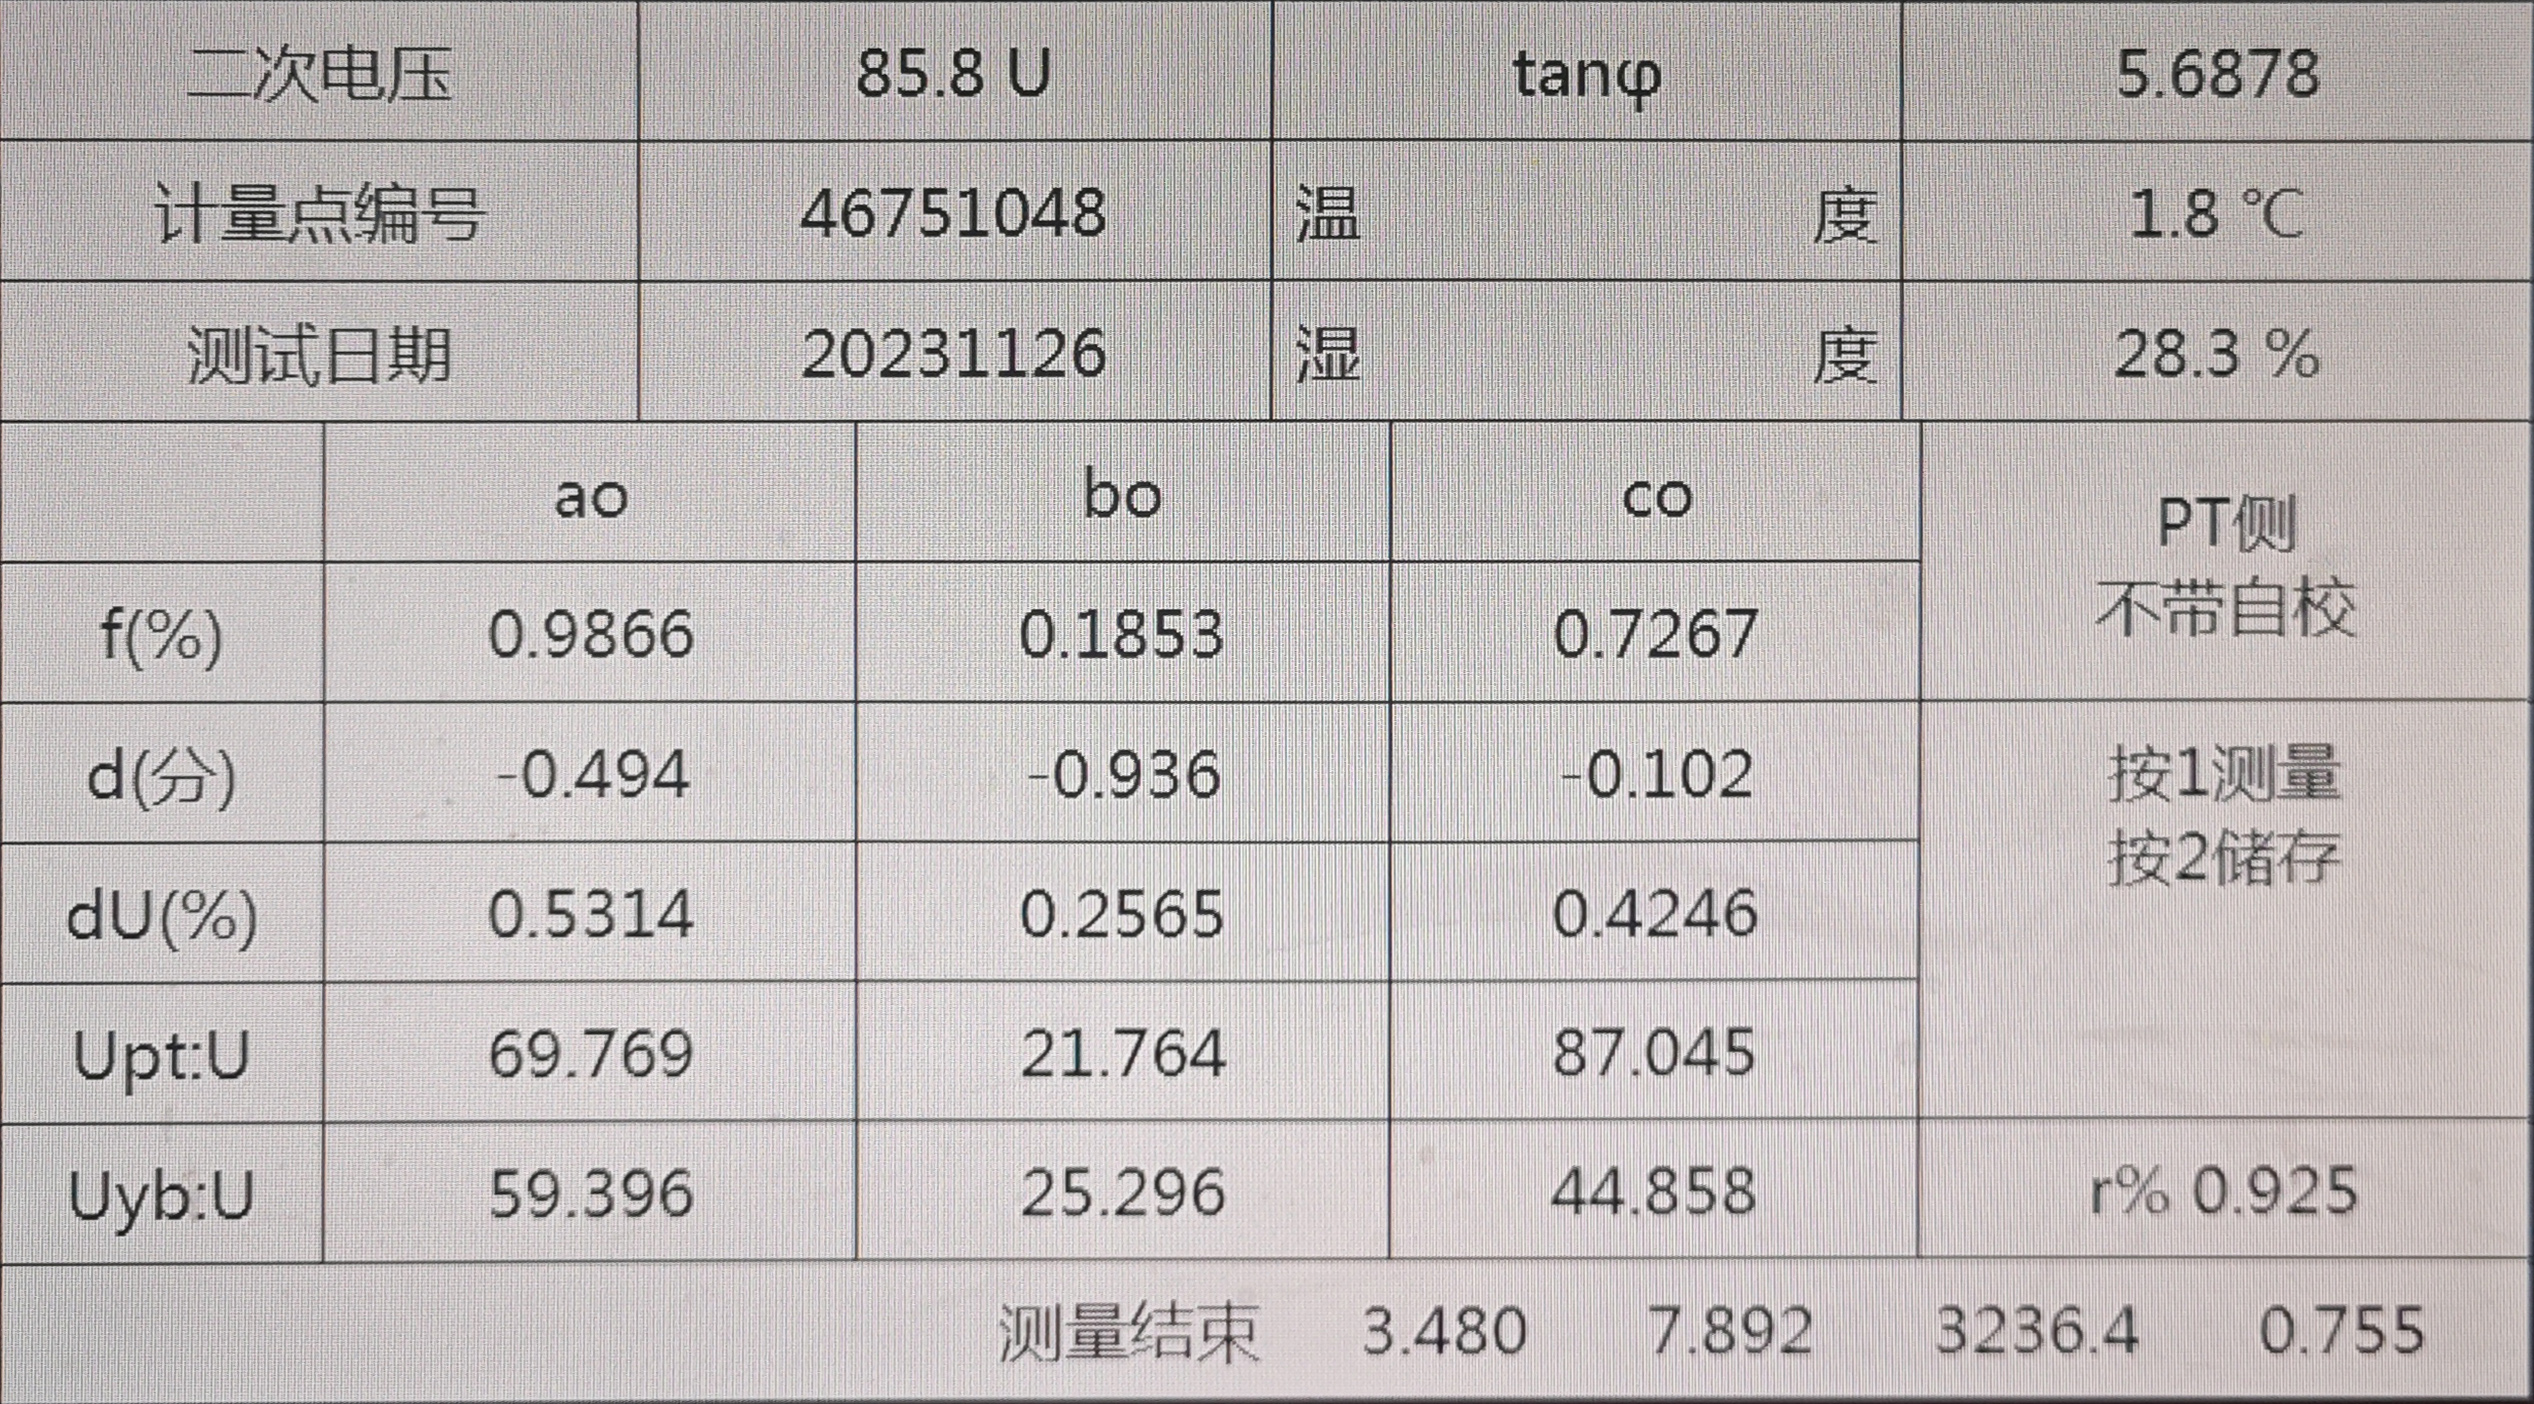 二次电压 85.8 U tanφ 5.6878
计量点编号 46751048 温度 1.8 ℃
测试日期 20231126 湿度 28.3 %
ao bo co PT侧
不带自校
f(%) 0.9866 0.1853 0.7267
d(分) -0.494 -0.936 -0.102 按1测量
按2储存
dU(%) 0.5314 0.2565 0.4246
Upt:U 69.769 21.764 87.045
Uyb:U 59.396 25.296 44.858 r% 0.925
测量结束 3.480 7.892 3236.4 0.755